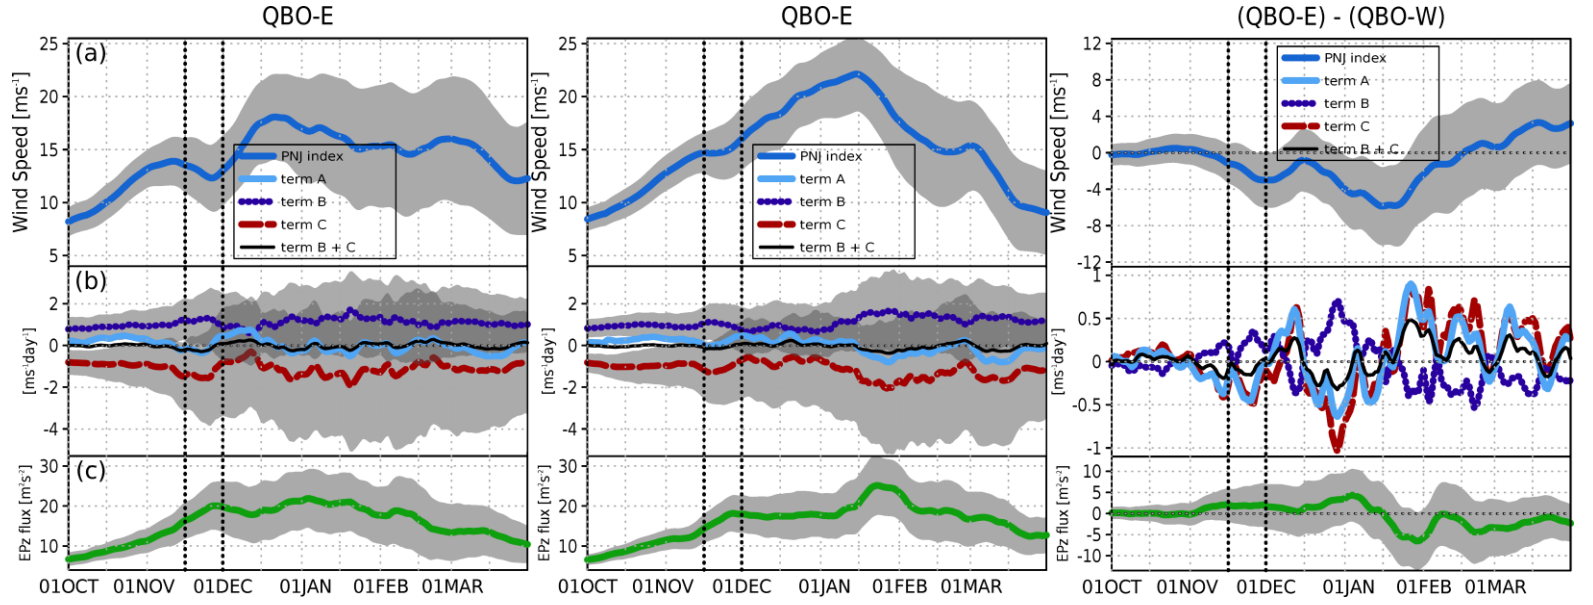 QBO-E
QBO-E
(QBO-E) - (QBO-W)
(a)
Wind Speed [ms⁻¹]
25
20
15
10
5
PNJ index
term A
term B
term C
term B + C
Wind Speed [ms⁻¹]
25
20
15
10
5
PNJ index
term A
term B
term C
term B + C
Wind Speed [ms⁻¹]
12
8
4
0
-4
-8
-12
PNJ index
term A
term B
term C
term B + C
(b)
[ms⁻¹day⁻¹]
2
0
-2
-4
[ms⁻¹day⁻¹]
2
0
-2
-4
[ms⁻¹day⁻¹]
1
0.5
0
-0.5
-1
(c)
EPz flux [m²s⁻²]
30
20
10
EPz flux [m²s⁻²]
30
20
10
EPz flux [m²s⁻²]
10
5
0
-5
-10
01OCT 01NOV 01DEC 01JAN 01FEB 01MAR
01OCT 01NOV 01DEC 01JAN 01FEB 01MAR
01OCT 01NOV 01DEC 01JAN 01FEB 01MAR